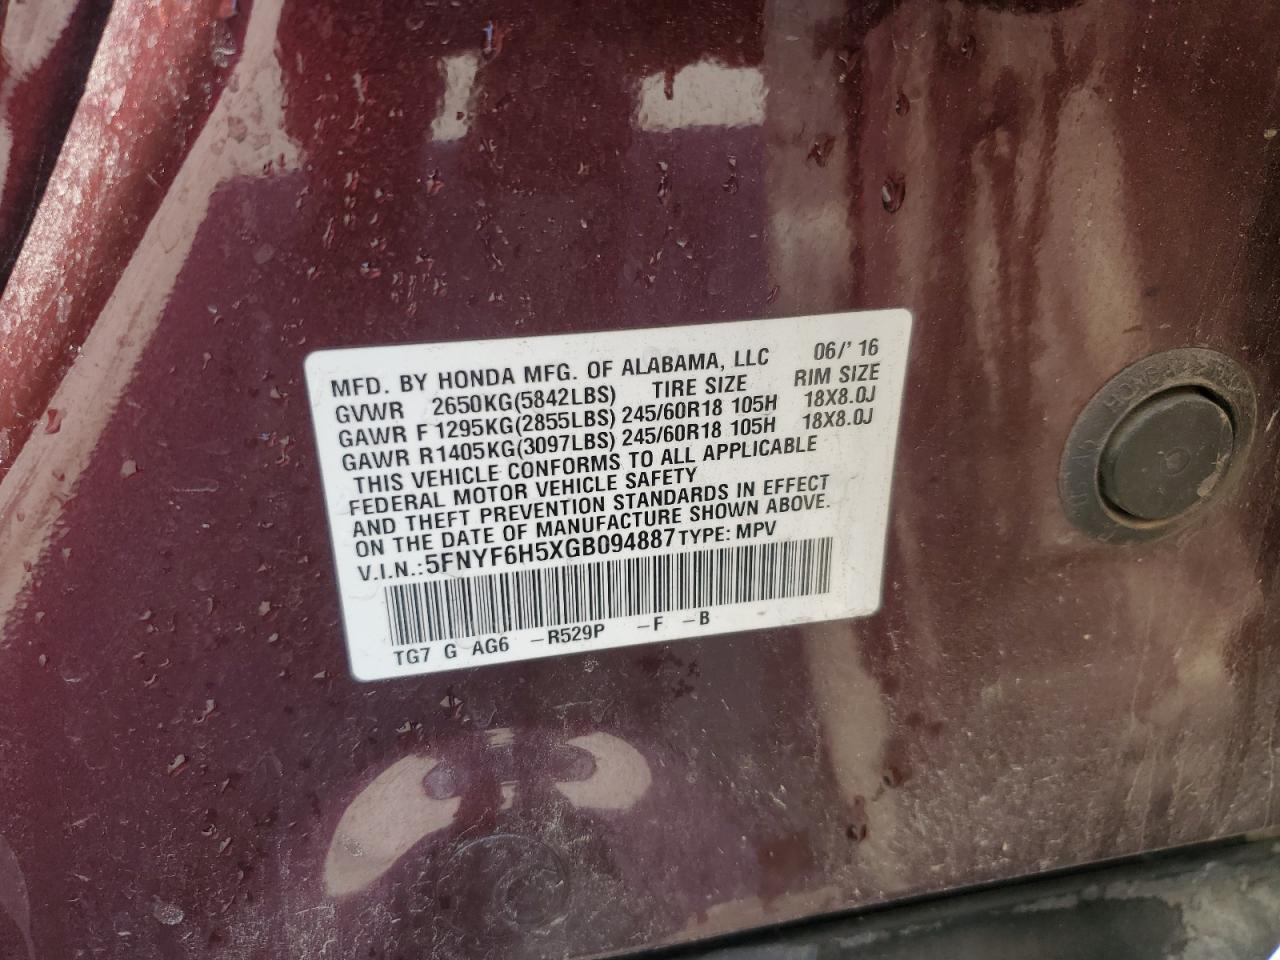 MFD. BY HONDA MFG. OF ALABAMA, LLC 06/'16
GVWR 2650KG(5842LBS) TIRE SIZE RIM SIZE
GAWR F 1295KG(2855LBS) 245/60R18 105H 18X8.0J
GAWR R1405KG(3097LBS) 245/60R18 105H 18X8.0J
THIS VEHICLE CONFORMS TO ALL APPLICABLE
FEDERAL MOTOR VEHICLE SAFETY
AND THEFT PREVENTION STANDARDS IN EFFECT
ON THE DATE OF MANUFACTURE SHOWN ABOVE.
V.I.N.:5FNYF6H5XGB094887 TYPE: MPV
TG7 G AG6 -R529P -F -B